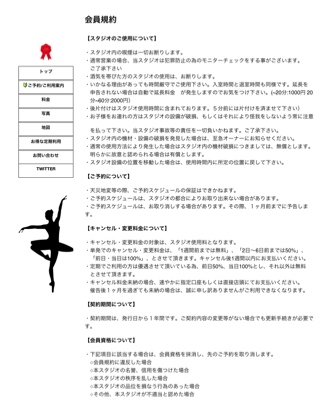 会員規約
【スタジオのご使用について】
・スタジオ内の喫煙は一切お断りします。
・通常営業の場合、当スタジオは犯罪防止の為のモニターチェックをする事がございます。
ご了承下さい
・酒気を帯びた方のスタジオの使用は、お断りします。
・いかなる理由があっても時間厳守でご使用下さい。入室時間と退室時間も同様です。延長を
申告されない場合は自動で延長料金 が発生しますのでお気をつけて下さい。(~20分:1000円 20
分~60分:2000円)
・後片付けはスタジオ使用時間に含まれております。５分前には片付けを済ませて下さい)
・お子様をお連れの方はスタジオの設備が破損、もしくはそれにより怪我をしないよう常に注意
を払って下さい。当スタジオ事故等の責任を一切負いかねます。ご了承下さい。
・スタジオ内の機材・設備の破損を発見した場合は、至急オーナーにお知らせください。
・通常の使用方法により発生した場合はスタジオ内の機材破損につきましては、無償とします。
明らかに故意と認められる場合は有償とします。
・スタジオ設備の位置を移動した場合は、使用時間内に所定の位置に戻して下さい。
【ご予約について】
・天災地変等の際、ご予約スケジュールの保証はできかねます。
・ご予約スケジュールは、スタジオの都合によりお取り出来ない場合があります。
・ご予約スケジュールは、お取り消しする場合があります。その際、１ヶ月前までに予告しま
す。
【キャンセル・変更料金について】
・キャンセル・変更料金の対象は、スタジオ使用料となります。
・単発でのキャンセル・変更料金は、「1週間前までは無料」、「2日～6日前までは50%」、
「前日・当日は100%」、とさせて頂きます。キャンセル後1週間以内にお支払いください。
・定期でご利用の方は優遇させて頂いている為、前日50%、当日100%とし、それ以外は無料
とさせて頂きます。
・キャンセル料金未納の場合、速やかに指定口座もしくは直接店頭にてお支払いください。
催告後１ヶ月を過ぎても未納の場合は、誠に申し訳ありませんがご利用できなくなります。
【契約期間について】
・契約期間は、発行日から１年間です。ご契約内容の変更等がない場合でも更新手続きが必要で
す。
【会員資格について】
・下記項目に該当する場合は、会員資格を抹消し、先のご予約を取り消します。
○会員規約に違反した場合
○本スタジオの名誉、信用を傷つけた場合
○本スタジオの秩序を乱した場合
○本スタジオの品位を損なう行為のあった場合
○その他、本スタジオが不適当と認めた場合
トップ
ご予約/ご利用案内
料金
写真
地図
お得な定期利用
お問い合わせ
TWITTER